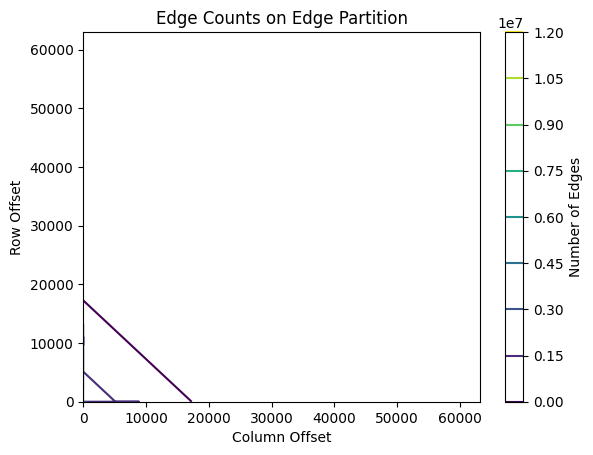 Edge Counts on Edge Partition
1e7
60000
50000
40000
30000
20000
10000
0
Row Offset
0 10000 20000 30000 40000 50000 60000
Column Offset
1.20
1.05
0.90
0.75
0.60
0.45
0.30
0.15
0.00
Number of Edges